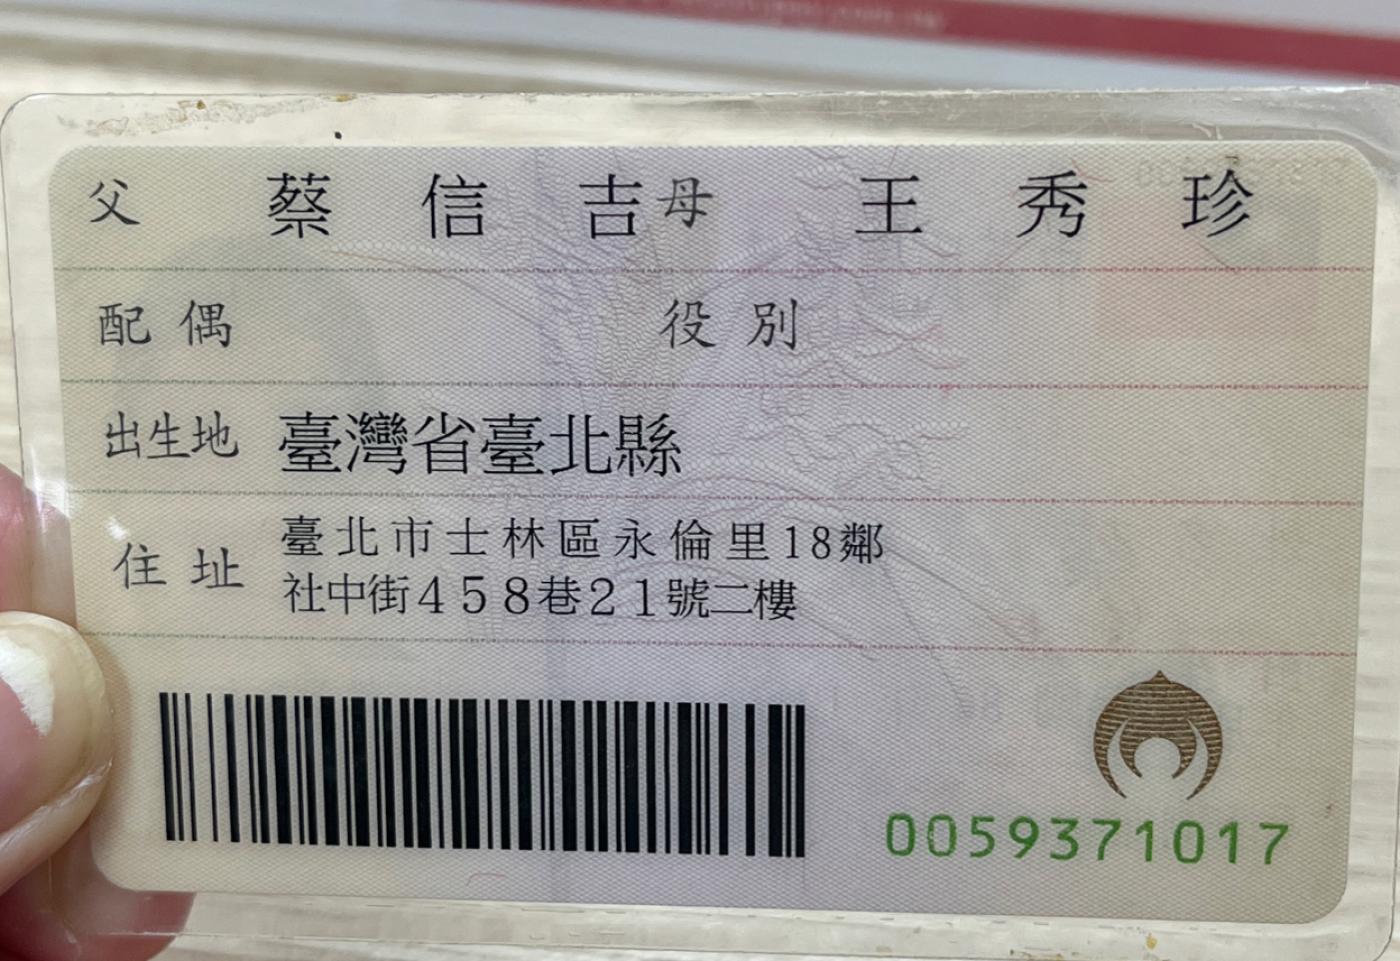 父 蔡信吉 母 王秀珍
配偶 役別
出生地 臺灣省臺北縣
住址 臺北市士林區永倫里18鄰
社中街458巷21號二樓
0059371017